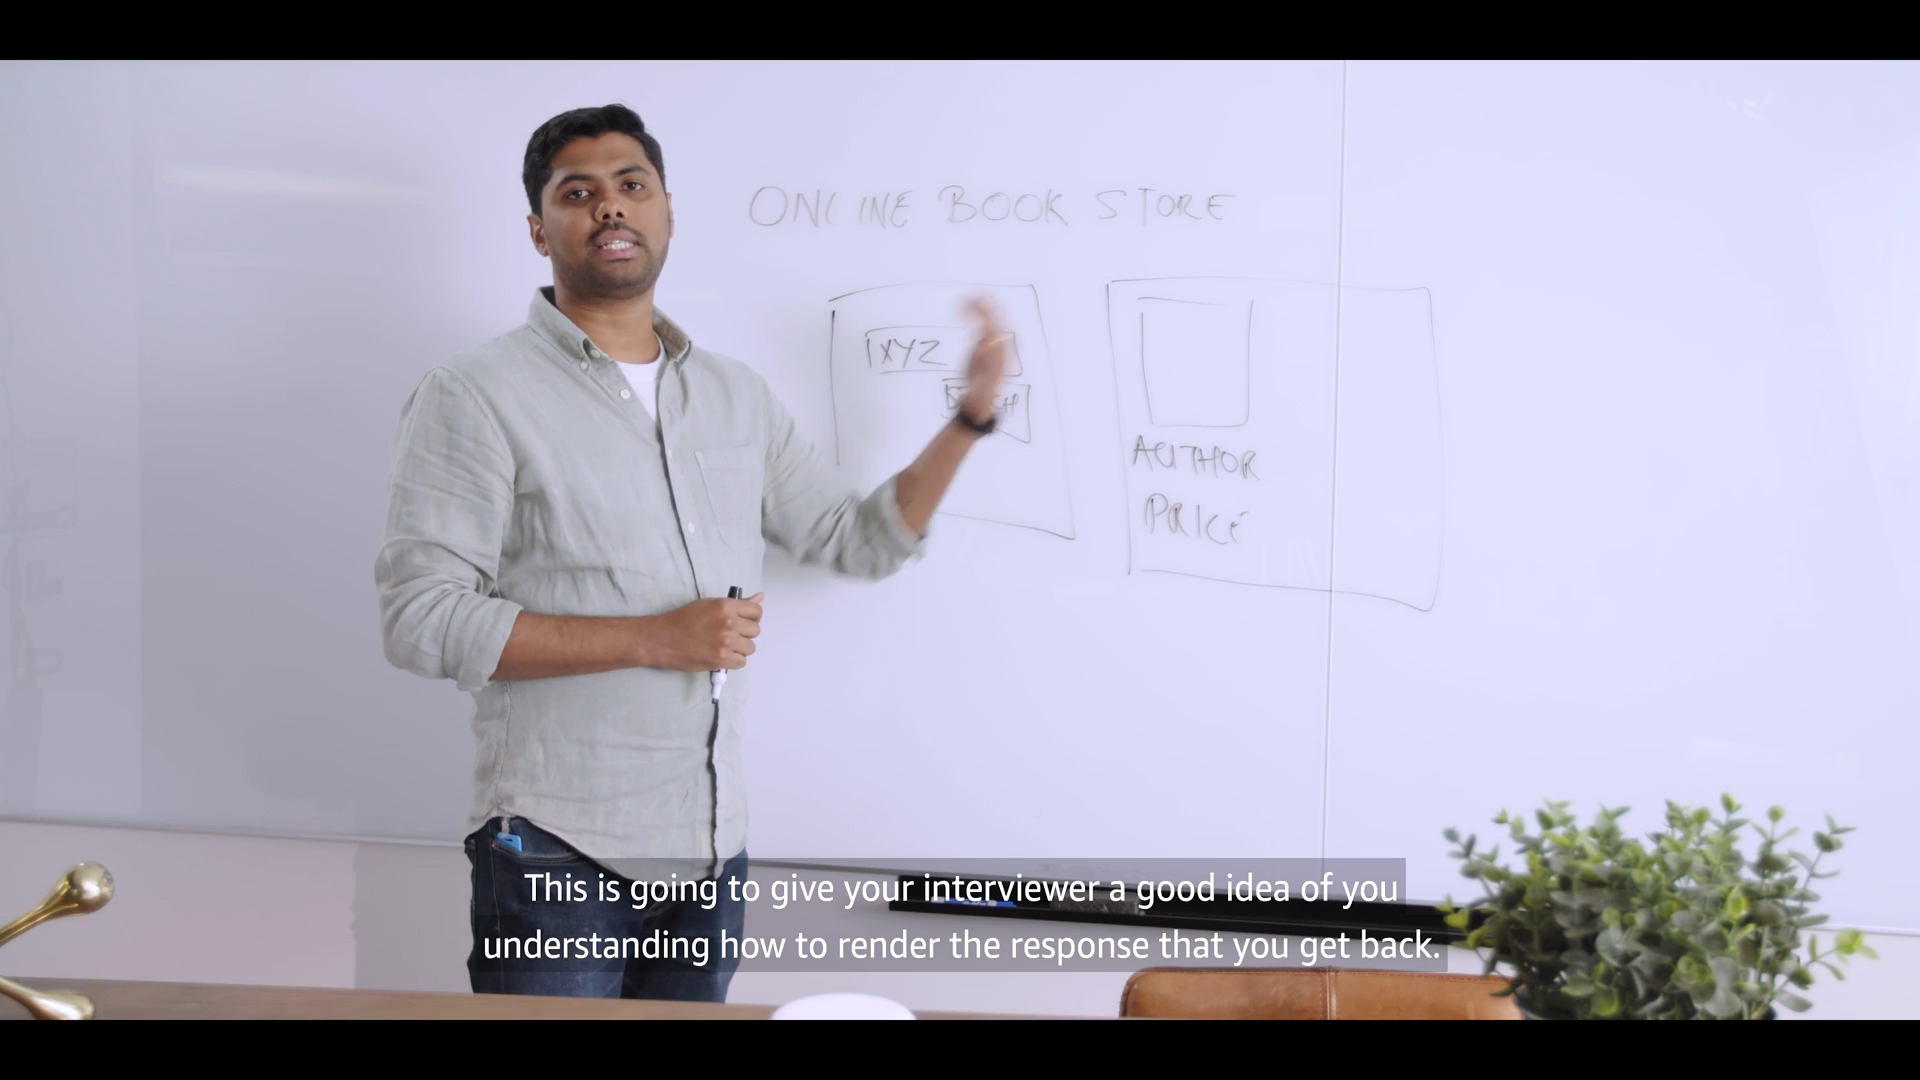 ONLINE BOOK STORE
XYZ
AUTHOR
PRICE
This is going to give your interviewer a good idea of you
understanding how to render the response that you get back.